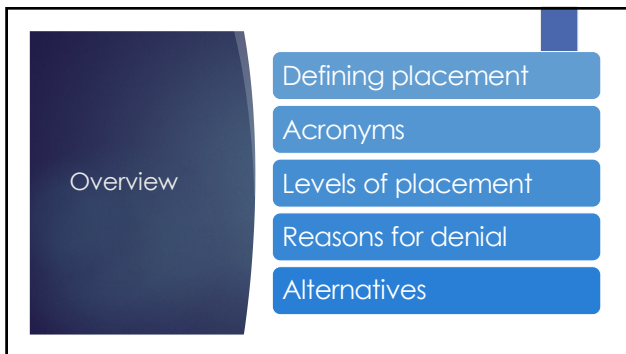 Overview
Defining placement
Acronyms
Levels of placement
Reasons for denial
Alternatives